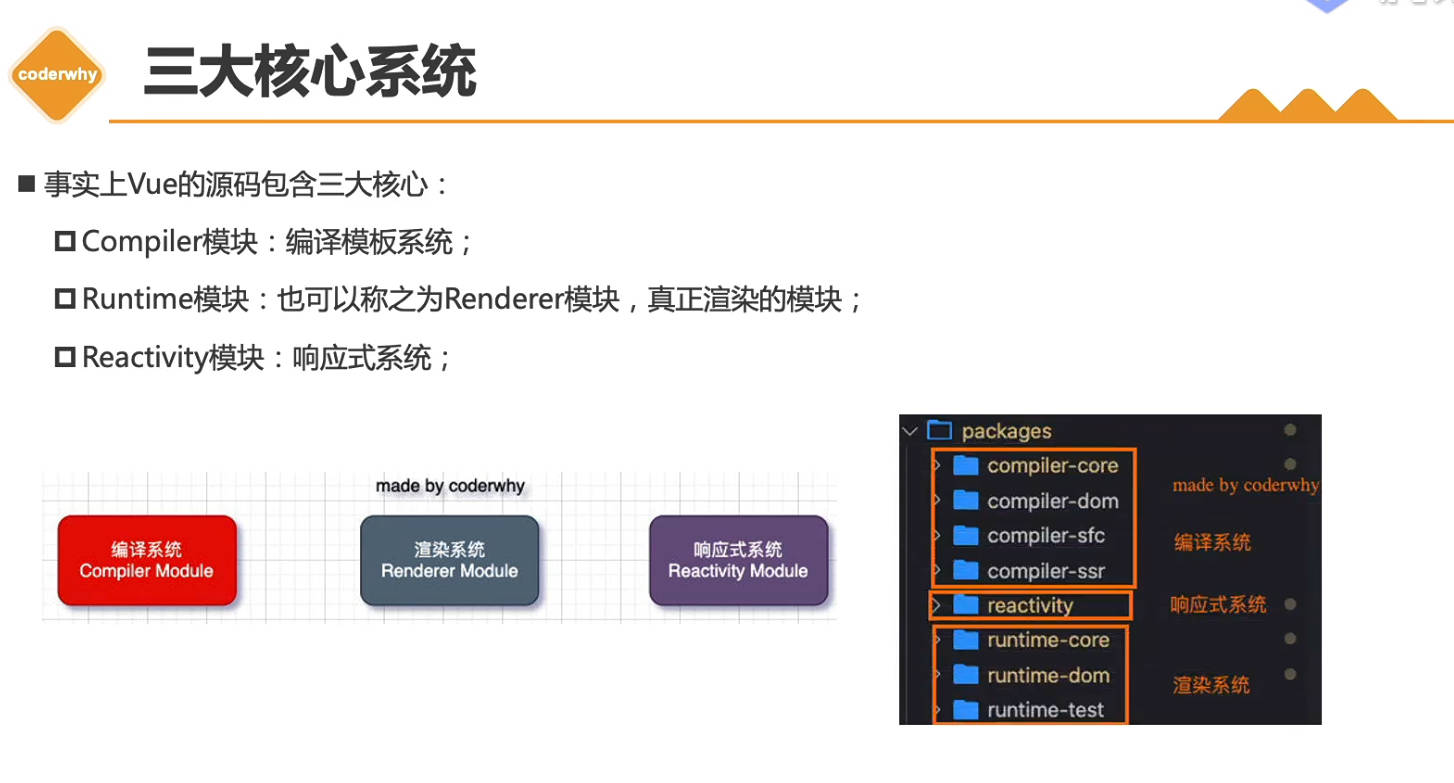 coderwhy
三大核心系统
事实上Vue的源码包含三大核心：
Compiler模块：编译模板系统；
Runtime模块：也可以称之为Renderer模块，真正渲染的模块；
Reactivity模块：响应式系统；
made by coderwhy
编译系统
Compiler Module
渲染系统
Renderer Module
响应式系统
Reactivity Module
packages
compiler-core
made by coderwhy
compiler-dom
compiler-sfc
编译系统
compiler-ssr
reactivity
响应式系统
runtime-core
runtime-dom
渲染系统
runtime-test